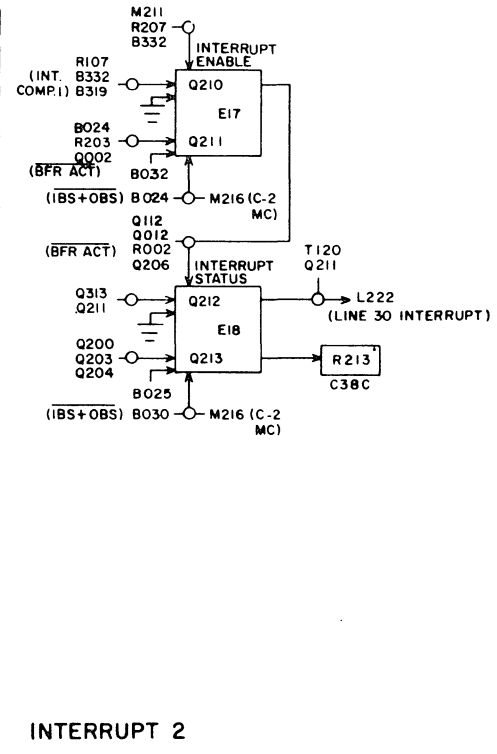 M211
R207
B332
INTERRUPT
ENABLE
R107
(INT. B332
COMP.1) B319
Q210
E17
B024
R203
Q002
(BFR ACT)
Q211
B032
(IBS+OBS) B024
M216 (C-2
MC)
Q112
Q012
(BFR ACT) R002
Q206
INTERRUPT
STATUS
T120
Q211
Q313
Q211
Q212
L222
(LINE 30 INTERRUPT)
E18
Q200
Q203
Q204
Q213
R213
C38C
B025
(IBS+OBS) B030
M216 (C-2
MC)
INTERRUPT 2